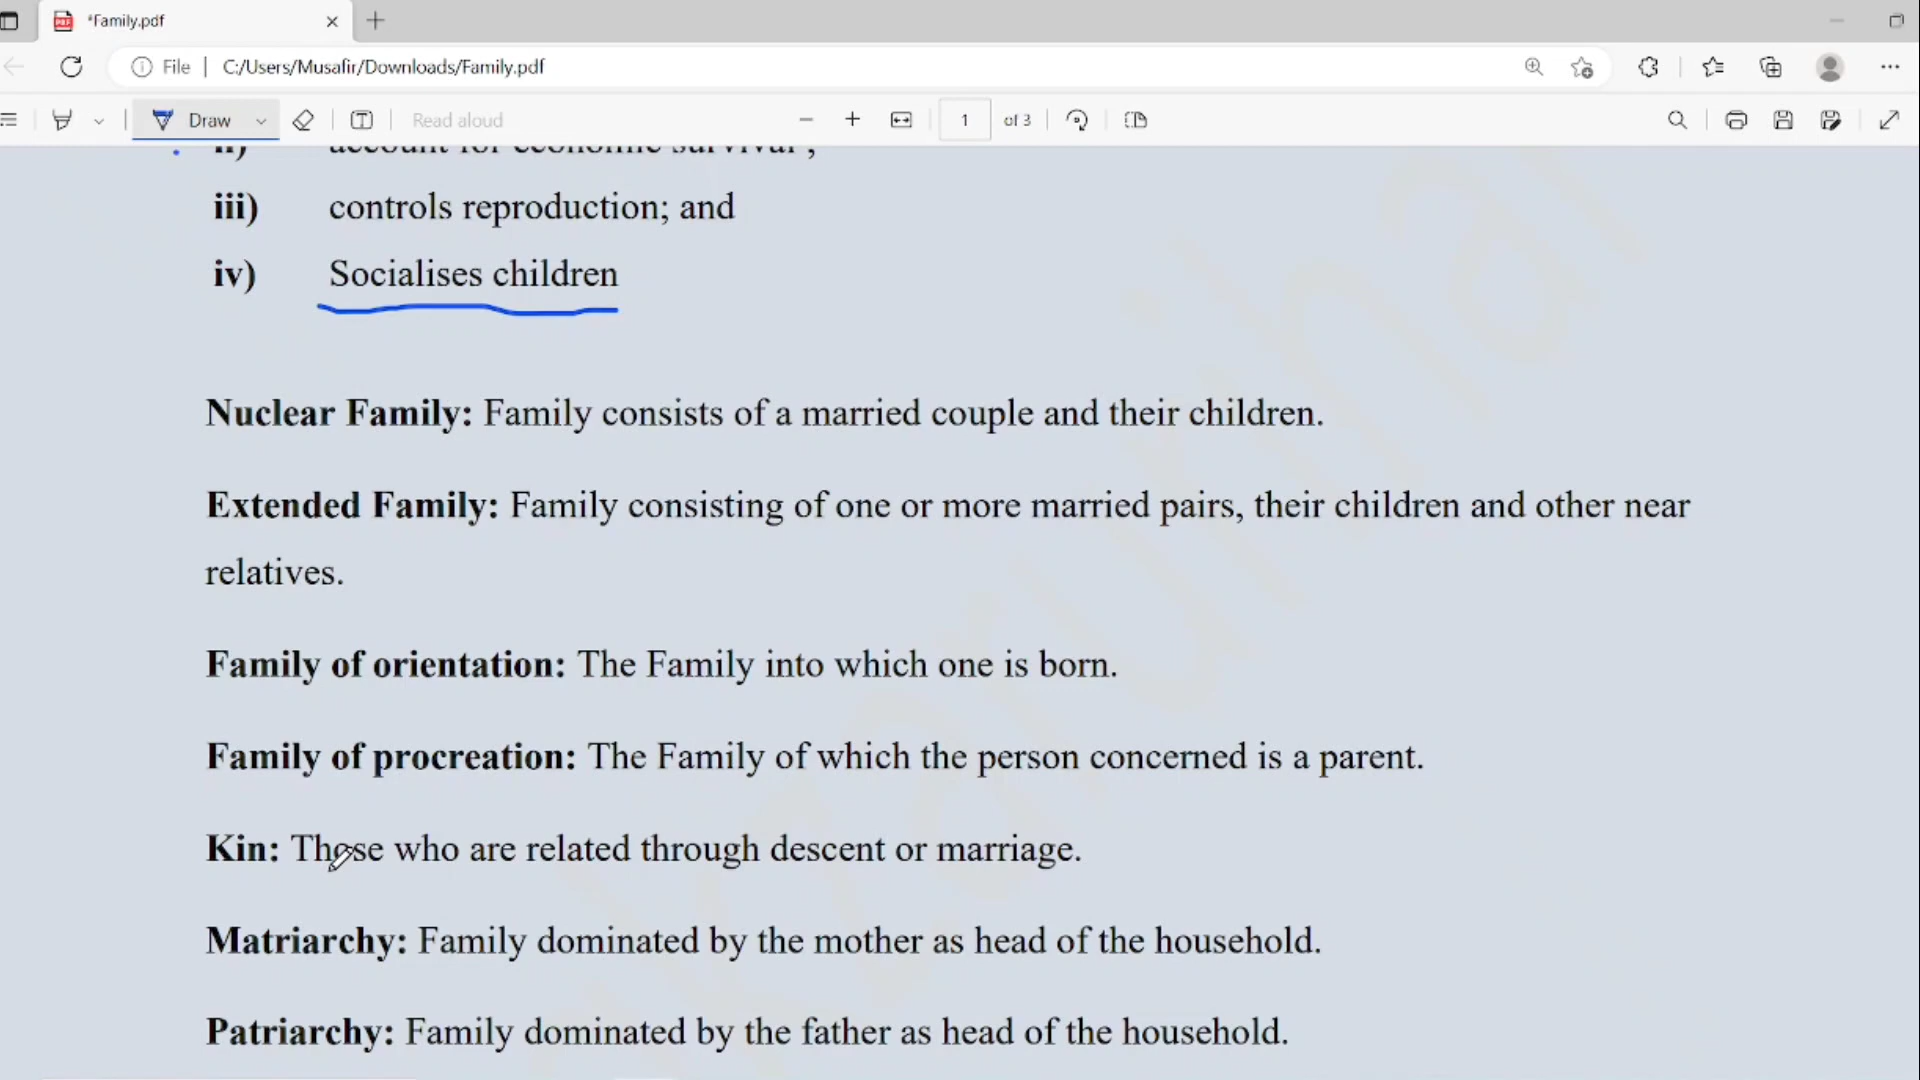 *Family.pdf
File
C:/Users/Musafir/Downloads/Family.pdf
Draw
Read aloud
1
of 3
ii) account for economic survival ;
iii) controls reproduction; and
iv) Socialises children
Nuclear Family: Family consists of a married couple and their children.
Extended Family: Family consisting of one or more married pairs, their children and other near
relatives.
Family of orientation: The Family into which one is born.
Family of procreation: The Family of which the person concerned is a parent.
Kin: Those who are related through descent or marriage.
Matriarchy: Family dominated by the mother as head of the household.
Patriarchy: Family dominated by the father as head of the household.